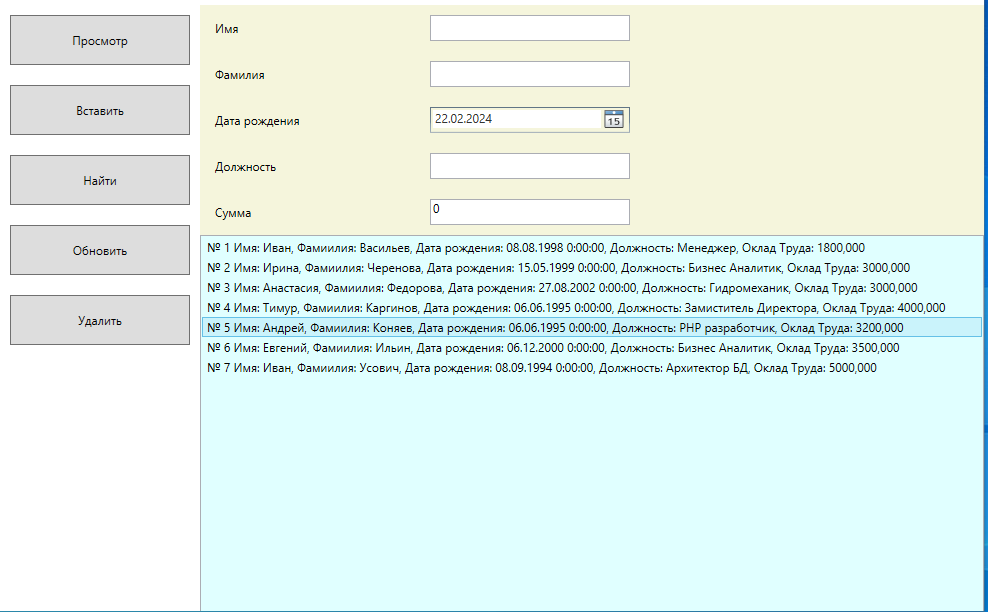 Просмотр
Вставить
Найти
Обновить
Удалить
Имя
Фамилия
Дата рождения
22.02.2024
15
Должность
Сумма
0
№ 1 Имя: Иван, Фамиилия: Васильев, Дата рождения: 08.08.1998 0:00:00, Должность: Менеджер, Оклад Труда: 1800,000
№ 2 Имя: Ирина, Фамиилия: Черенова, Дата рождения: 15.05.1999 0:00:00, Должность: Бизнес Аналитик, Оклад Труда: 3000,000
№ 3 Имя: Анастасия, Фамиилия: Федорова, Дата рождения: 27.08.2002 0:00:00, Должность: Гидромеханик, Оклад Труда: 3000,000
№ 4 Имя: Тимур, Фамиилия: Каргинов, Дата рождения: 06.06.1995 0:00:00, Должность: Замиститель Директора, Оклад Труда: 4000,000
№ 5 Имя: Андрей, Фамиилия: Коняев, Дата рождения: 06.06.1995 0:00:00, Должность: PHP разработчик, Оклад Труда: 3200,000
№ 6 Имя: Евгений, Фамиилия: Ильин, Дата рождения: 06.12.2000 0:00:00, Должность: Бизнес Аналитик, Оклад Труда: 3500,000
№ 7 Имя: Иван, Фамиилия: Усович, Дата рождения: 08.09.1994 0:00:00, Должность: Архитектор БД, Оклад Труда: 5000,000